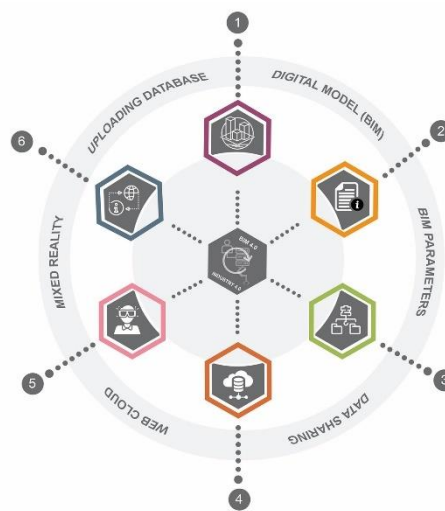 1
UPLOADING DATABASE
DIGITAL MODEL (BIM)
6
2
i
BIM 4.0
INDUSTRY 4.0
MIXED REALITY
BIM PARAMETERS
5
3
WEB CLOUD
DATA SHARING
4